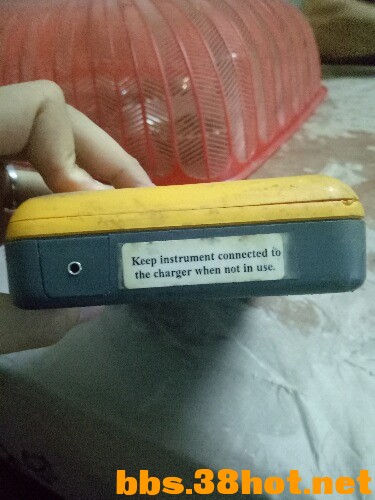 Keep instrument connected to
the charger when not in use.
bbs.38hot.net